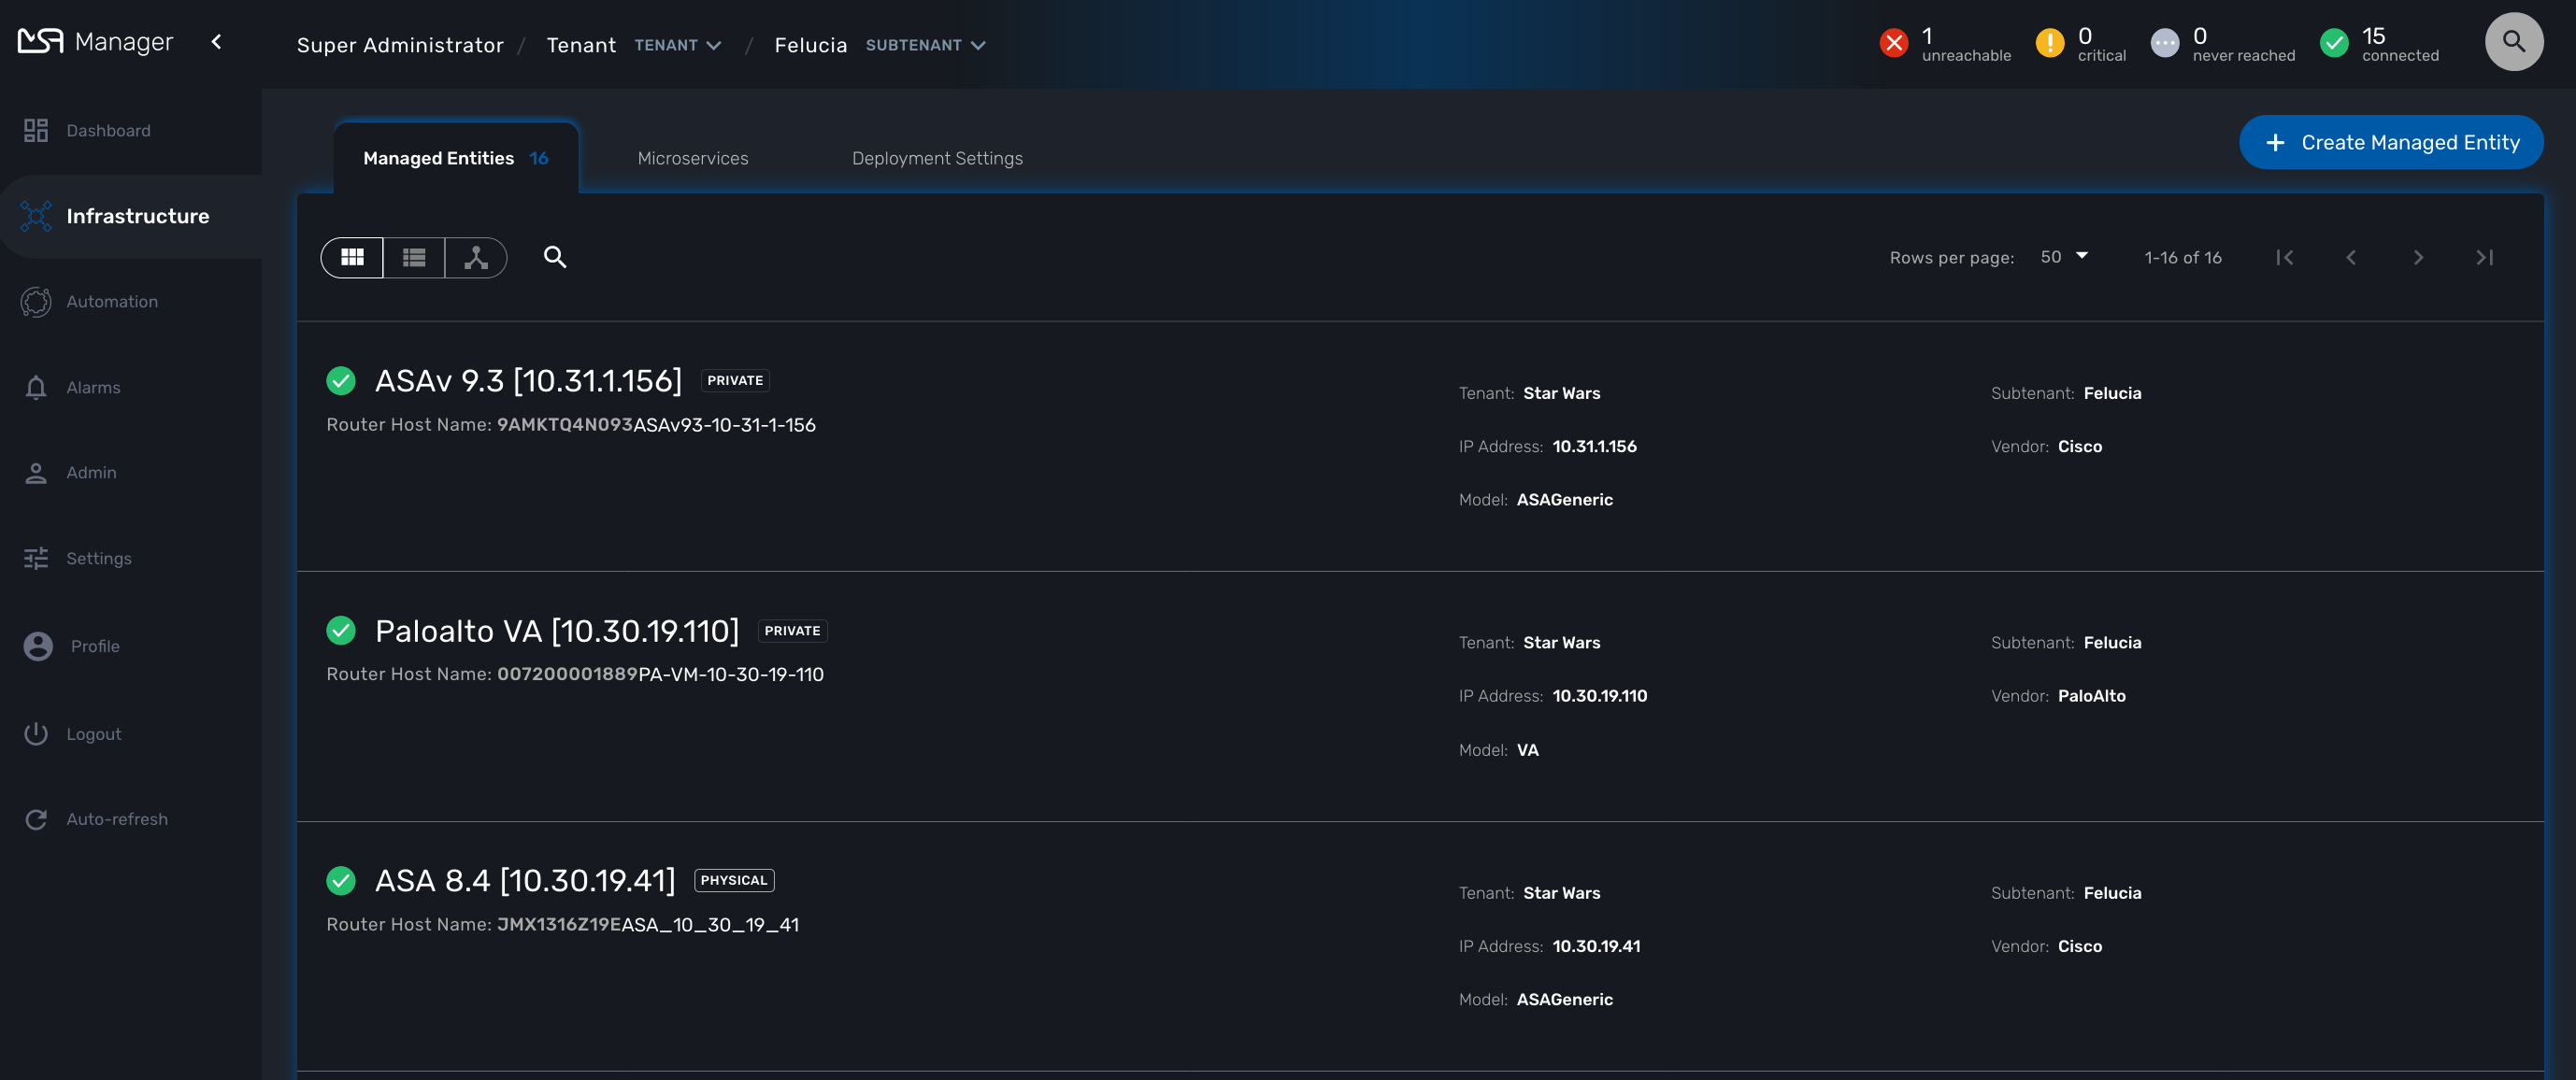 MSA Manager
Super Administrator / Tenant TENANT / Felucia SUBTENANT
1 unreachable
0 critical
0 never reached
15 connected
Dashboard
Infrastructure
Automation
Alarms
Admin
Settings
Profile
Logout
Auto-refresh
Managed Entities 16
Microservices
Deployment Settings
+ Create Managed Entity
Rows per page: 50
1-16 of 16
ASAv 9.3 [10.31.1.156] PRIVATE
Router Host Name: 9AMKTQ4N093ASAv93-10-31-1-156
Tenant: Star Wars
Subtenant: Felucia
IP Address: 10.31.1.156
Vendor: Cisco
Model: ASAGeneric
Paloalto VA [10.30.19.110] PRIVATE
Router Host Name: 007200001889PA-VM-10-30-19-110
Tenant: Star Wars
Subtenant: Felucia
IP Address: 10.30.19.110
Vendor: PaloAlto
Model: VA
ASA 8.4 [10.30.19.41] PHYSICAL
Router Host Name: JMX1316Z19EASA_10_30_19_41
Tenant: Star Wars
Subtenant: Felucia
IP Address: 10.30.19.41
Vendor: Cisco
Model: ASAGeneric